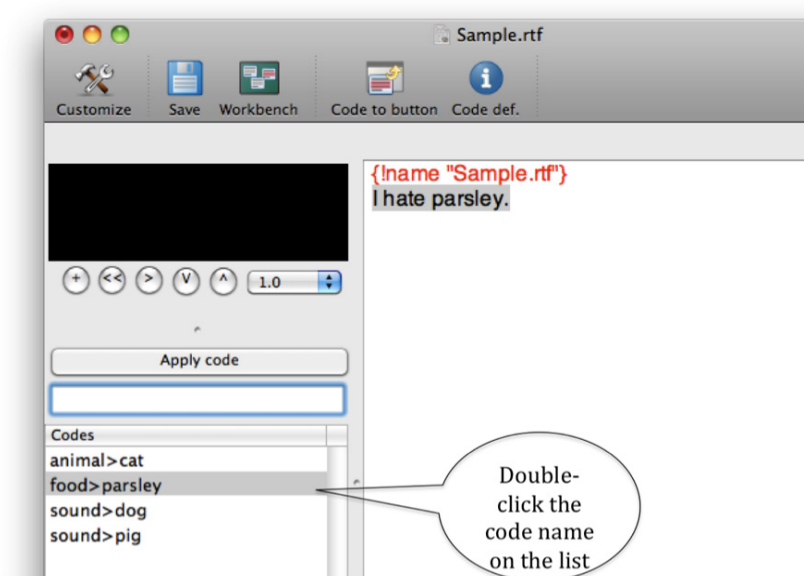 Sample.rtf
Customize Save Workbench Code to button Code def.
{!name "Sample.rtf"}
I hate parsley.
+ << > V ^ 1.0
Apply code
Codes
animal>cat
food>parsley
sound>dog
sound>pig
Double-
click the
code name
on the list